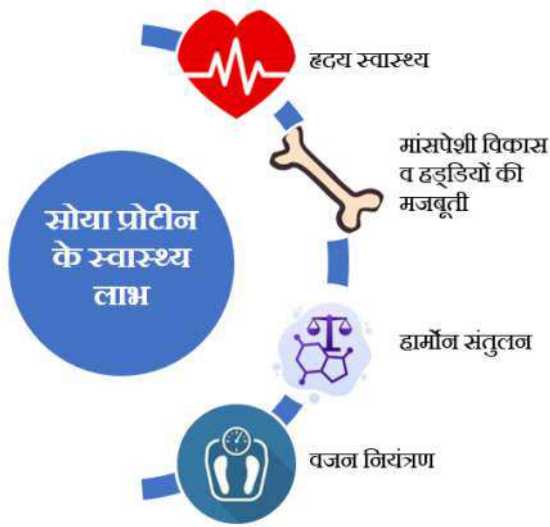 हृदय स्वास्थ्य
मांसपेशी विकास
व हड्डियों की
मजबूती
सोया प्रोटीन
के स्वास्थ्य
लाभ
हार्मोन संतुलन
वजन नियंत्रण